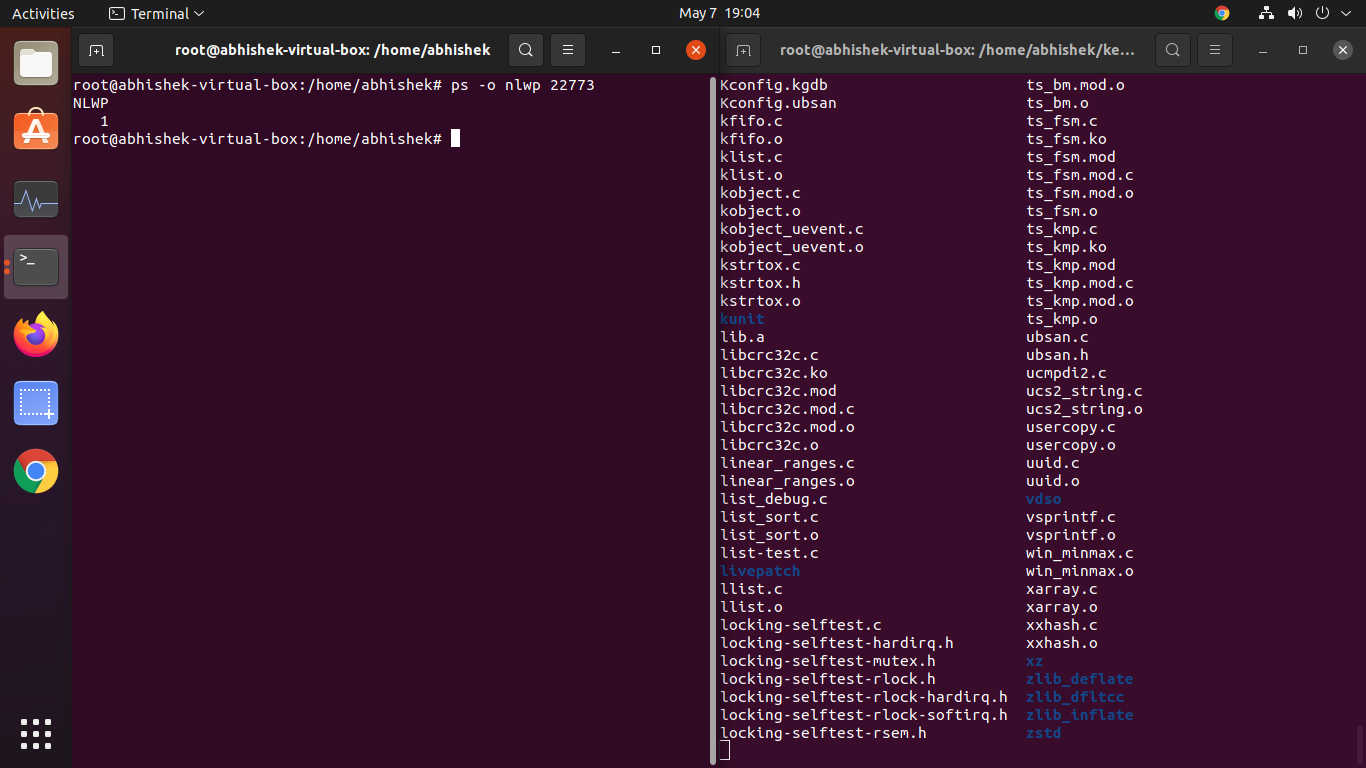 Activities
Terminal
May 7 19:04
root@abhishek-virtual-box: /home/abhishek
root@abhishek-virtual-box:/home/abhishek# ps -o nlwp 22773
NLWP
1
root@abhishek-virtual-box:/home/abhishek#
root@abhishek-virtual-box: /home/abhishek/ke...
Kconfig.kgdb ts_bm.mod.o
Kconfig.ubsan ts_bm.o
kfifo.c ts_fsm.c
kfifo.o ts_fsm.ko
klist.c ts_fsm.mod
klist.o ts_fsm.mod.c
kobject.c ts_fsm.mod.o
kobject.o ts_fsm.o
kobject_uevent.c ts_kmp.c
kobject_uevent.o ts_kmp.ko
kstrtox.c ts_kmp.mod
kstrtox.h ts_kmp.mod.c
kstrtox.o ts_kmp.mod.o
kunit ts_kmp.o
lib.a ubsan.c
libcrc32c.c ubsan.h
libcrc32c.ko ucmpdi2.c
libcrc32c.mod ucs2_string.c
libcrc32c.mod.c ucs2_string.o
libcrc32c.mod.o usercopy.c
libcrc32c.o usercopy.o
linear_ranges.c uuid.c
linear_ranges.o uuid.o
list_debug.c vdso
list_sort.c vsprintf.c
list_sort.o vsprintf.o
list-test.c win_minmax.c
livepatch win_minmax.o
llist.c xarray.c
llist.o xarray.o
locking-selftest.c xxhash.c
locking-selftest-hardirq.h xxhash.o
locking-selftest-mutex.h xz
locking-selftest-rlock.h zlib_deflate
locking-selftest-rlock-hardirq.h zlib_dfltcc
locking-selftest-rlock-softirq.h zlib_inflate
locking-selftest-rsem.h zstd